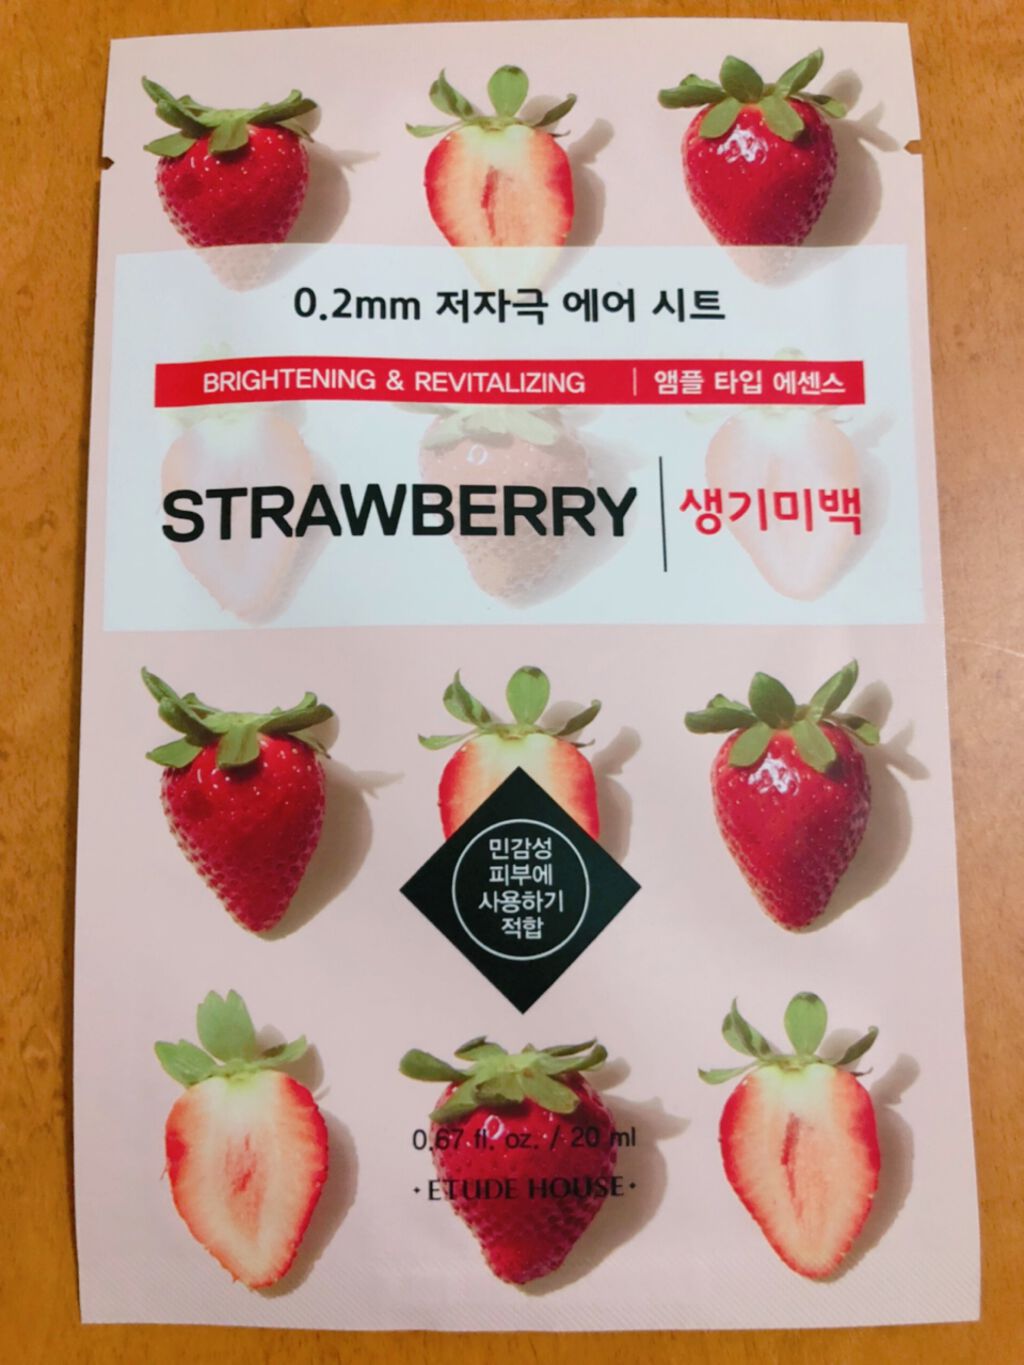 0.2mm 저자극 에어 시트
BRIGHTENING & REVITALIZING | 앰플 타입 에센스
STRAWBERRY | 생기미백
민감성
피부에
사용하기
적합
0.67 fl. oz. / 20 ml
·ETUDE HOUSE·